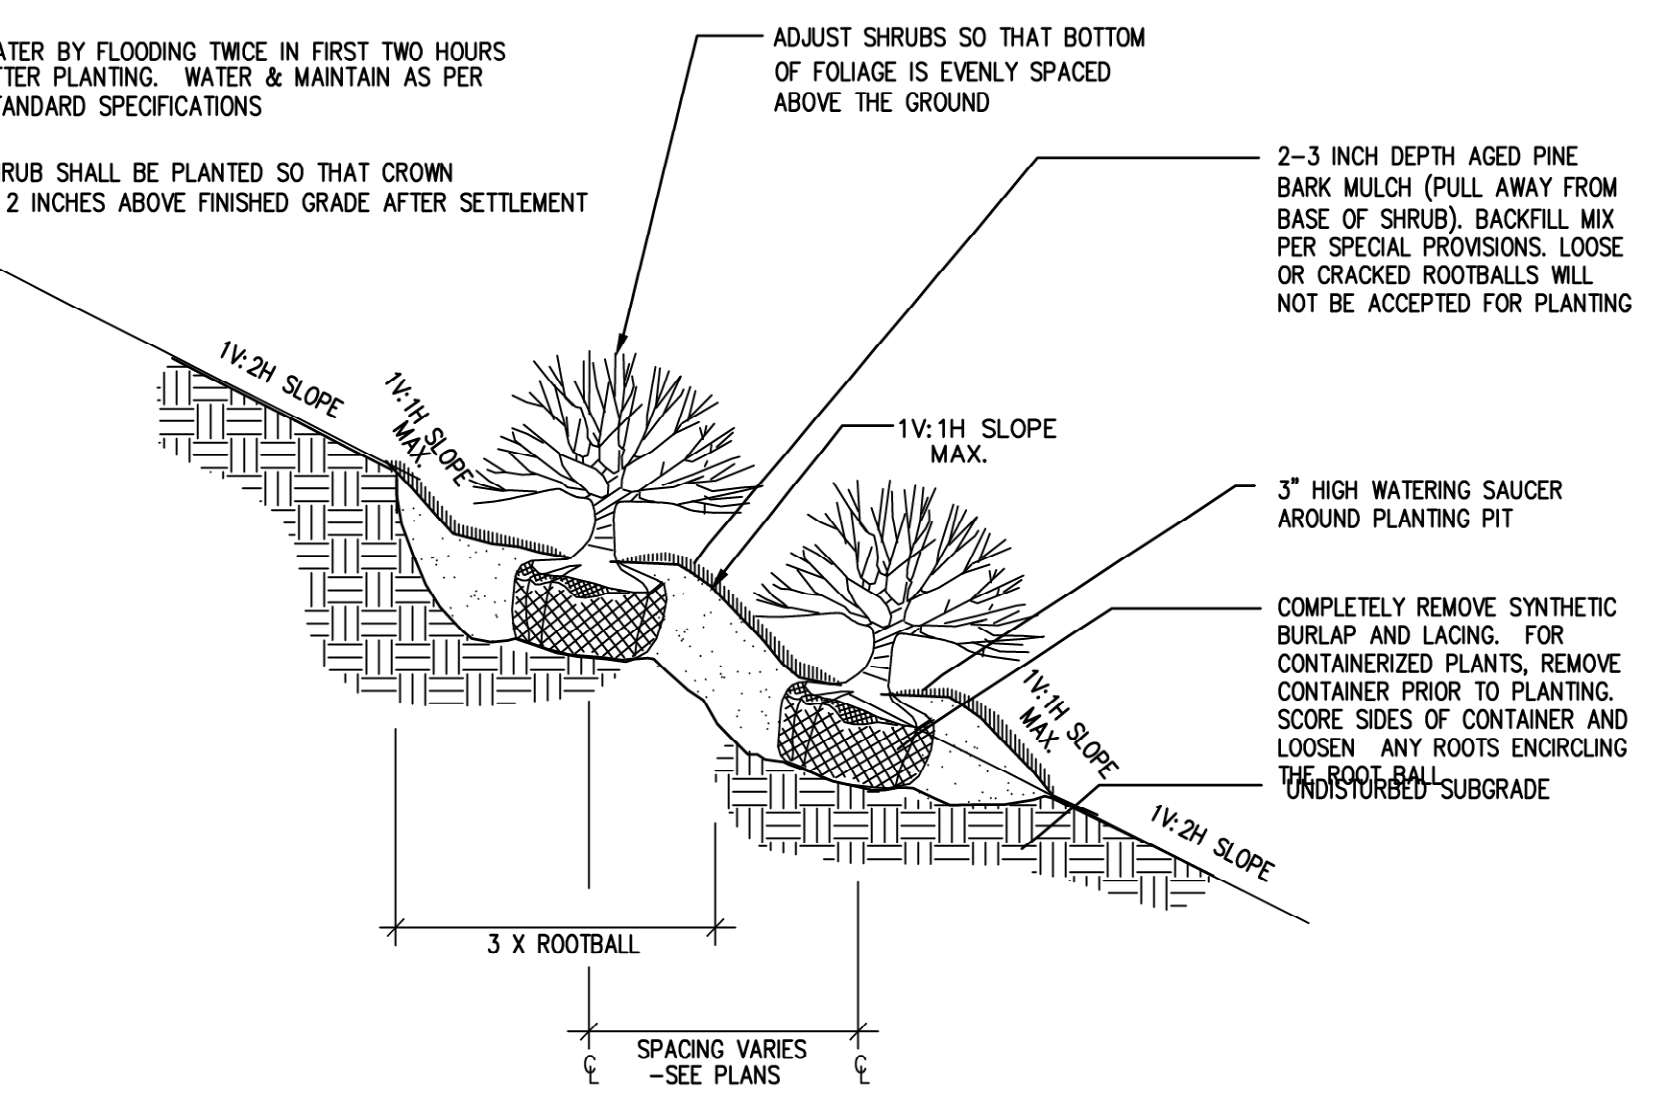 ATER BY FLOODING TWICE IN FIRST TWO HOURS
TER PLANTING. WATER & MAINTAIN AS PER
TANDARD SPECIFICATIONS
RUB SHALL BE PLANTED SO THAT CROWN
2 INCHES ABOVE FINISHED GRADE AFTER SETTLEMENT
ADJUST SHRUBS SO THAT BOTTOM
OF FOLIAGE IS EVENLY SPACED
ABOVE THE GROUND
2-3 INCH DEPTH AGED PINE
BARK MULCH (PULL AWAY FROM
BASE OF SHRUB). BACKFILL MIX
PER SPECIAL PROVISIONS. LOOSE
OR CRACKED ROOTBALLS WILL
NOT BE ACCEPTED FOR PLANTING
1V:2H SLOPE
1V:1H SLOPE
MAX.
1V:1H SLOPE
MAX.
3" HIGH WATERING SAUCER
AROUND PLANTING PIT
COMPLETELY REMOVE SYNTHETIC
BURLAP AND LACING. FOR
CONTAINERIZED PLANTS, REMOVE
CONTAINER PRIOR TO PLANTING.
SCORE SIDES OF CONTAINER AND
LOOSEN ANY ROOTS ENCIRCLING
THE ROOT BALL
UNDISTURBED SUBGRADE
1V:1H SLOPE
MAX.
1V:2H SLOPE
3 X ROOTBALL
SPACING VARIES
-SEE PLANS
℄
℄